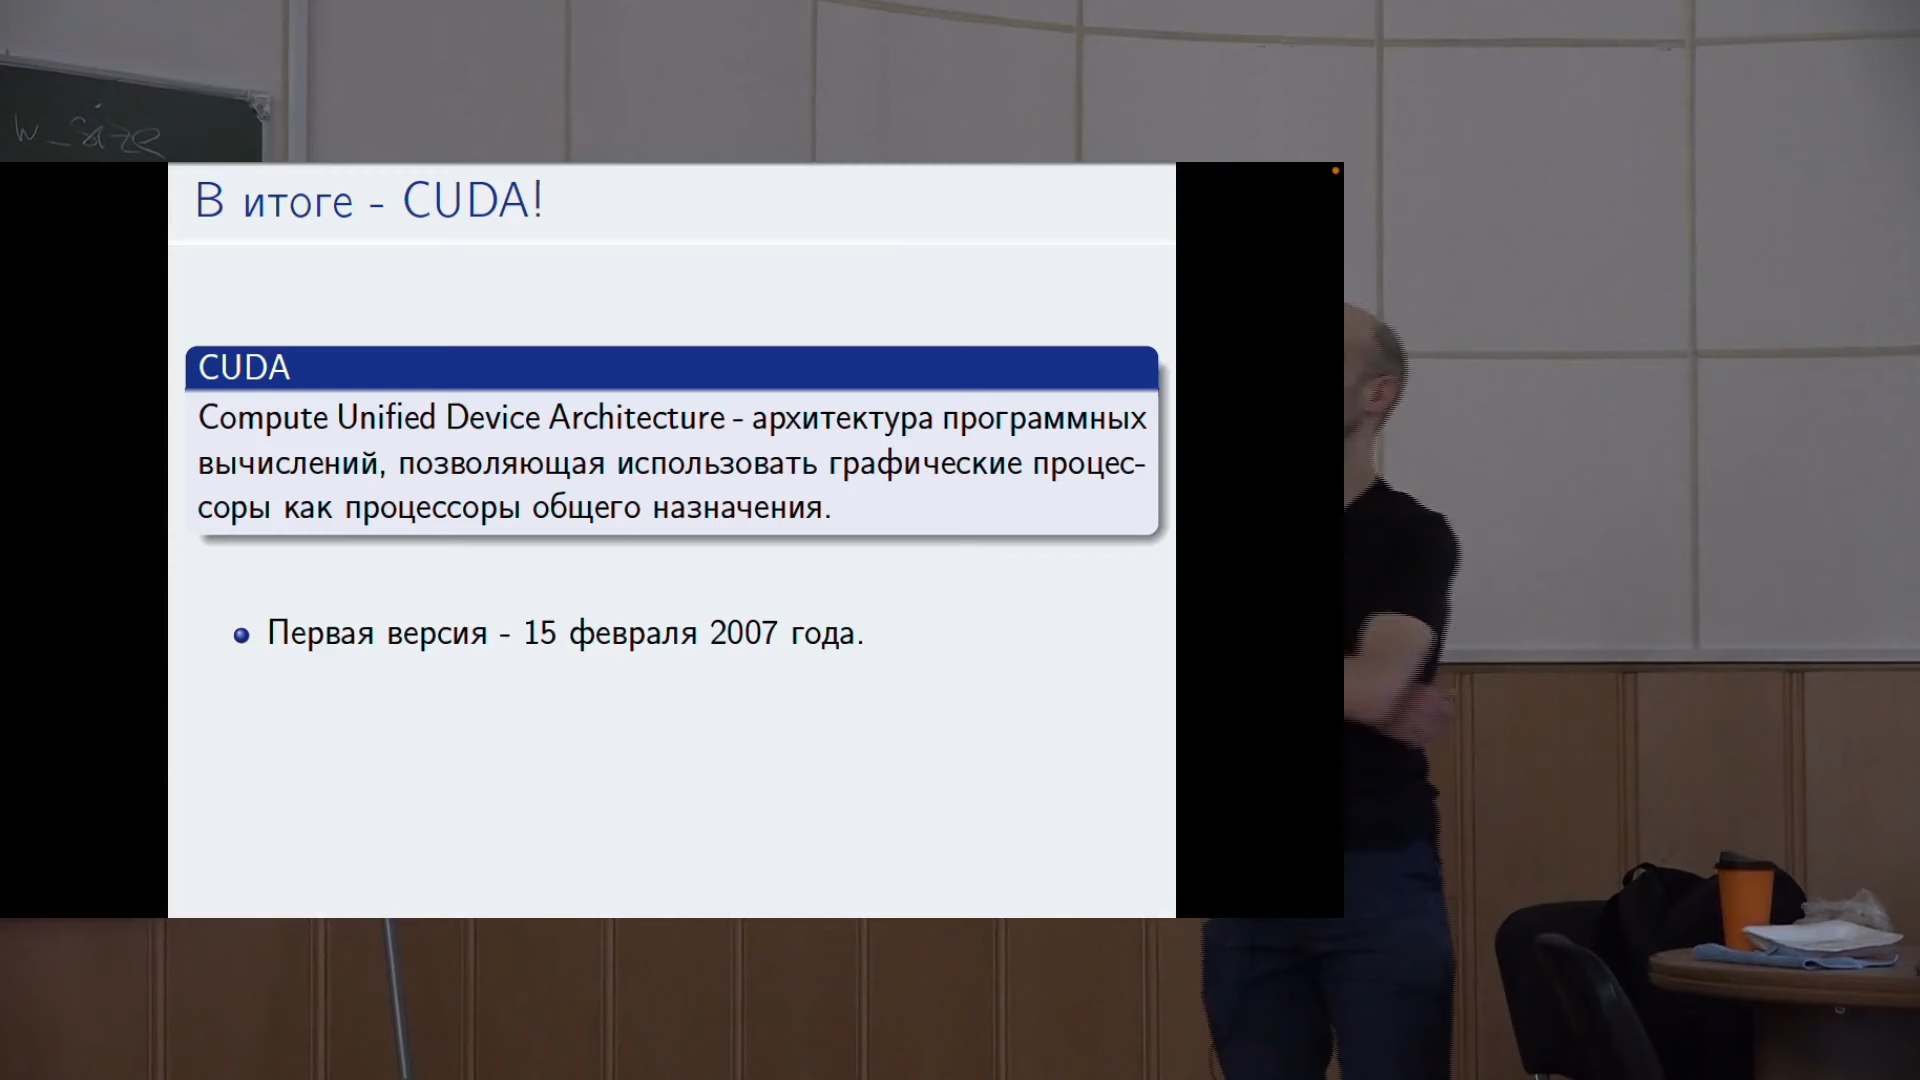 w_size
В итоге - CUDA!
CUDA
Compute Unified Device Architecture - архитектура программных
вычислений, позволяющая использовать графические процес-
соры как процессоры общего назначения.
Первая версия - 15 февраля 2007 года.